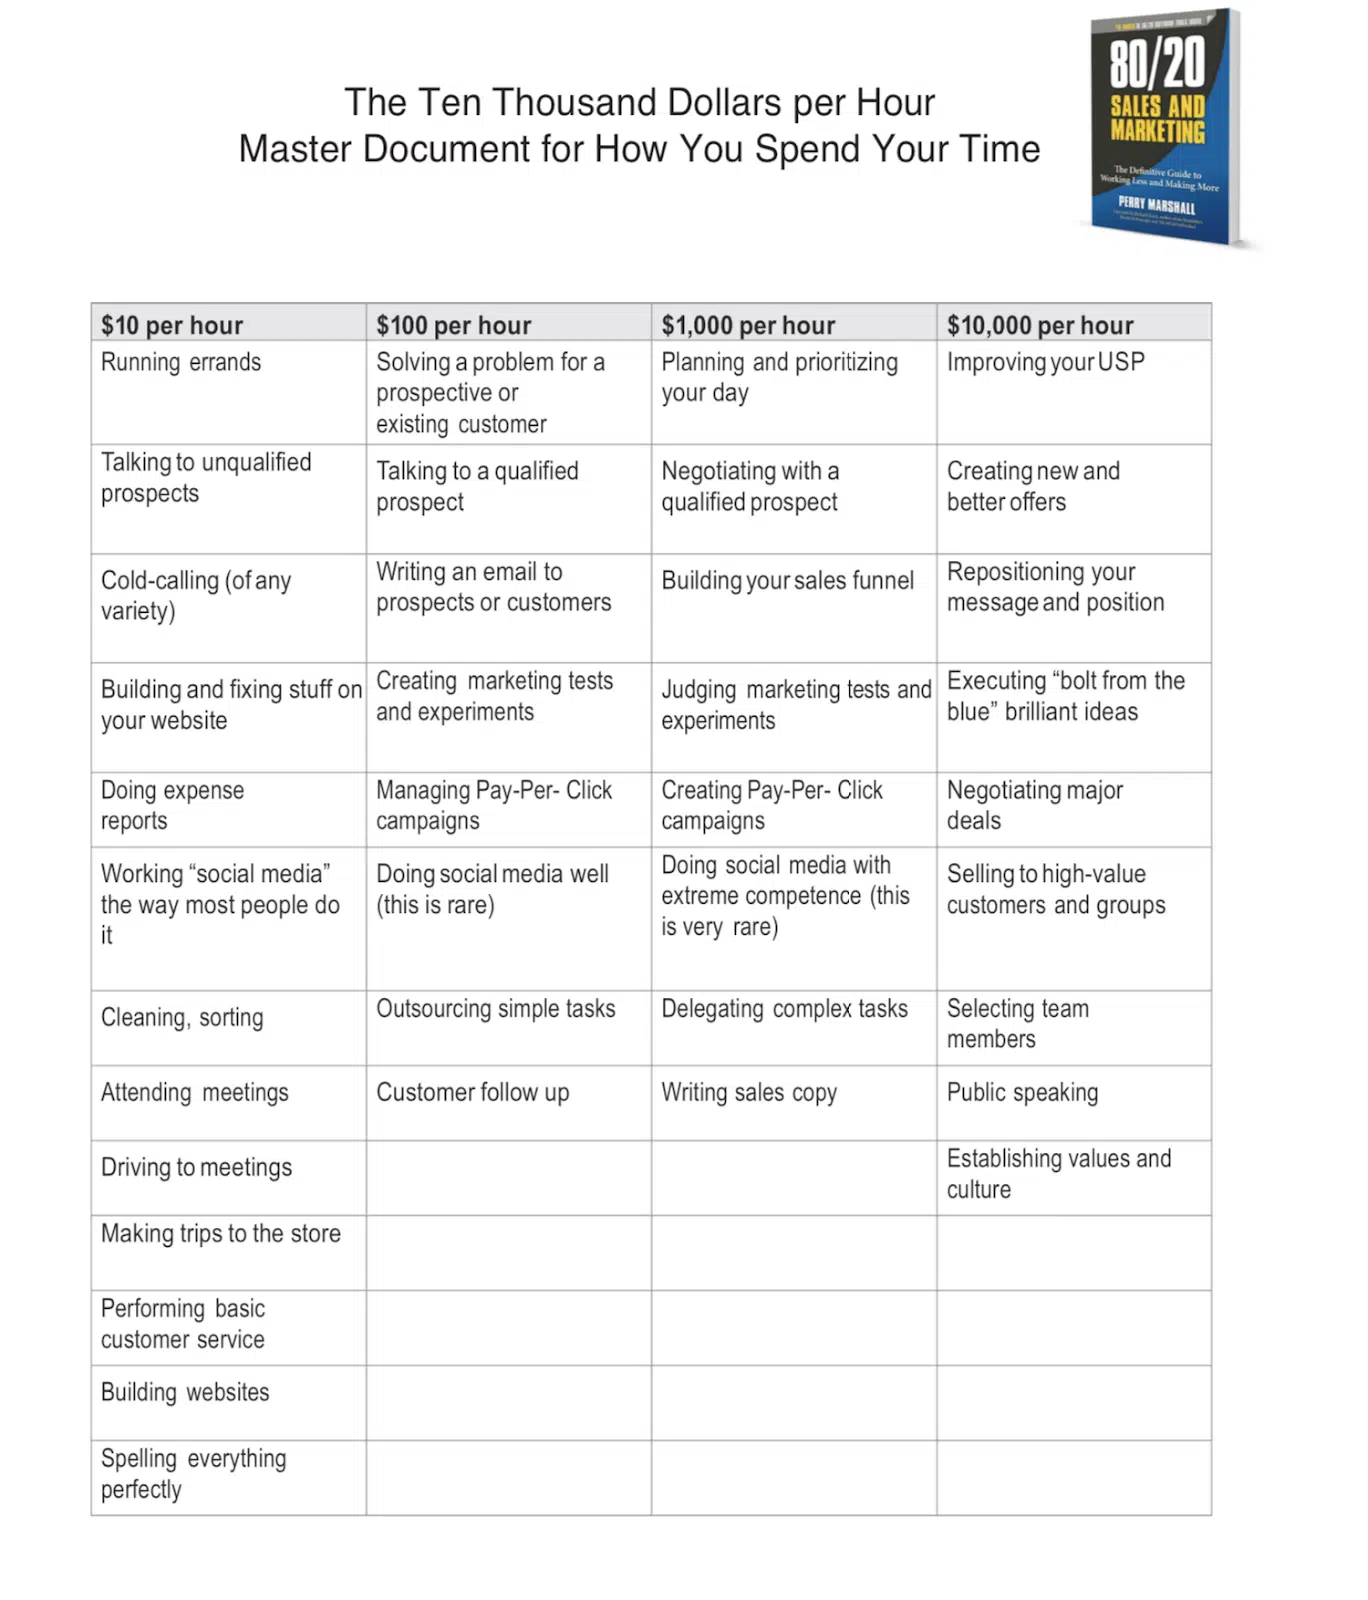 The Ten Thousand Dollars per Hour
Master Document for How You Spend Your Time
80/20
SALES AND
MARKETING
The Definitive Guide to
Working Less and Making More
PERRY MARSHALL
$10 per hour
$100 per hour
$1,000 per hour
$10,000 per hour
Running errands
Solving a problem for a
prospective or
existing customer
Planning and prioritizing
your day
Improving your USP
Talking to unqualified
prospects
Talking to a qualified
prospect
Negotiating with a
qualified prospect
Creating new and
better offers
Cold-calling (of any
variety)
Writing an email to
prospects or customers
Building your sales funnel
Repositioning your
message and position
Building and fixing stuff on
your website
Creating marketing tests
and experiments
Judging marketing tests and
experiments
Executing “bolt from the
blue” brilliant ideas
Doing expense
reports
Managing Pay-Per- Click
campaigns
Creating Pay-Per- Click
campaigns
Negotiating major
deals
Working “social media”
the way most people do
it
Doing social media well
(this is rare)
Doing social media with
extreme competence (this
is very rare)
Selling to high-value
customers and groups
Cleaning, sorting
Outsourcing simple tasks
Delegating complex tasks
Selecting team
members
Attending meetings
Customer follow up
Writing sales copy
Public speaking
Driving to meetings
Establishing values and
culture
Making trips to the store
Performing basic
customer service
Building websites
Spelling everything
perfectly